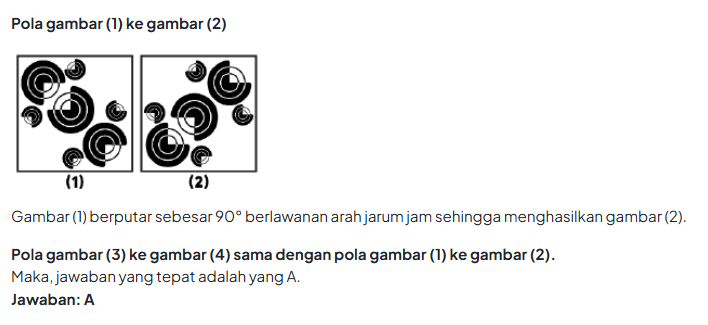 Pola gambar (1) ke gambar (2)
(1)
(2)
Gambar (1) berputar sebesar 90° berlawanan arah jarum jam sehingga menghasilkan gambar (2).
Pola gambar (3) ke gambar (4) sama dengan pola gambar (1) ke gambar (2).
Maka, jawaban yang tepat adalah yang A.
Jawaban: A